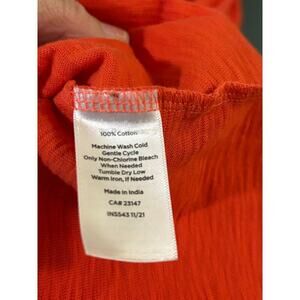 100% Cotton
Machine Wash Cold
Gentle Cycle
Only Non-Chlorine Bleach
When Needed
Tumble Dry Low
Warm Iron, If Needed
Made in India
CA# 23147
INS543 11/21